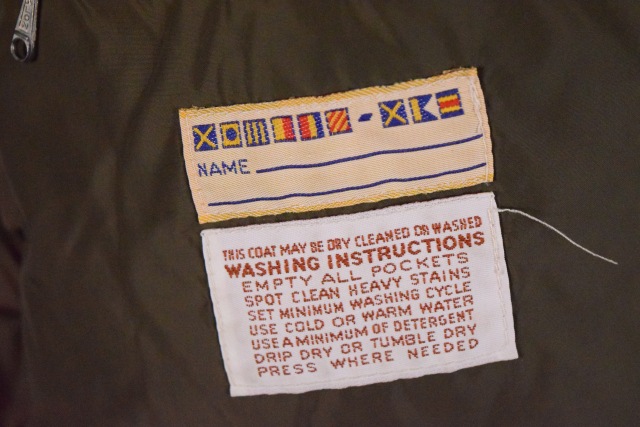 NAME
THIS COAT MAY BE DRY CLEANED OR WASHED
WASHING INSTRUCTIONS
EMPTY ALL POCKETS
SPOT CLEAN HEAVY STAINS
SET MINIMUM WASHING CYCLE
USE COLD OR WARM WATER
USE A MINIMUM OF DETERGENT
DRIP DRY OR TUMBLE DRY
PRESS WHERE NEEDED